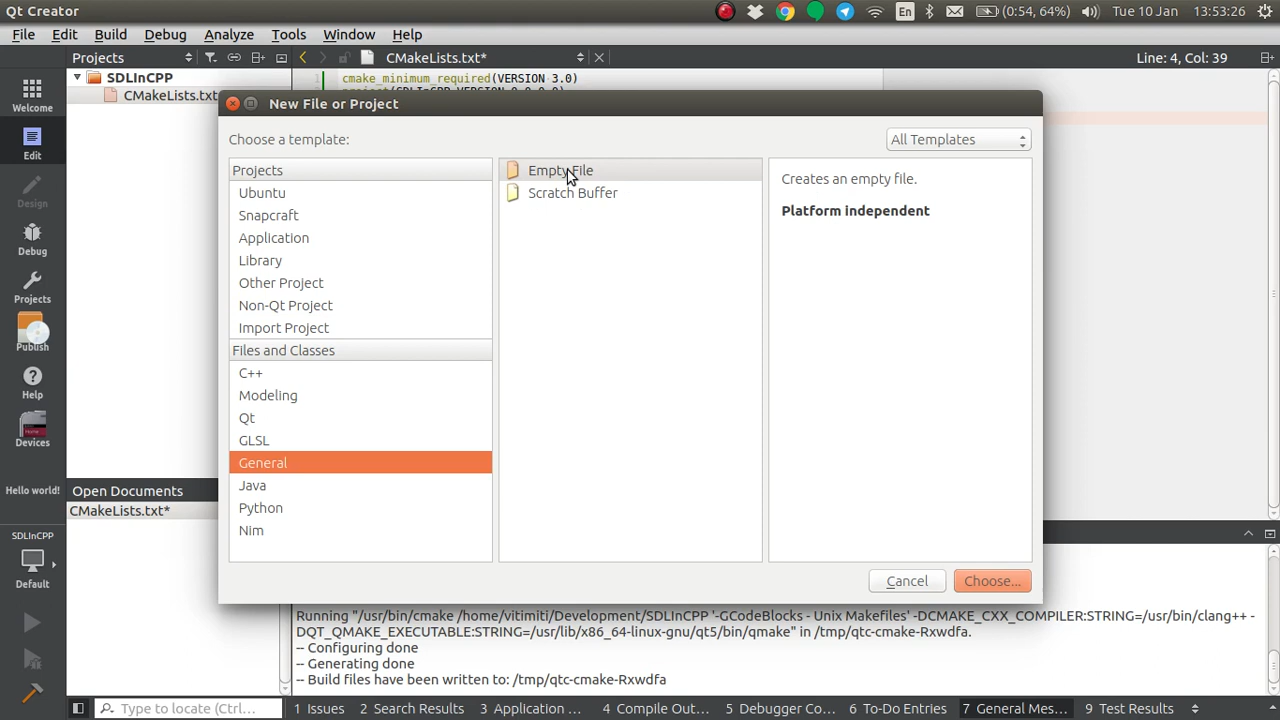 Qt Creator
En
(0:54, 64%)
Tue 10 Jan
13:53:26
File Edit Build Debug Analyze Tools Window Help
Projects
CMakeLists.txt*
Line: 4, Col: 39
SDLInCPP
CMakeLists.txt
1 cmake_minimum_required(VERSION 3.0)
Welcome
Edit
Design
Debug
Projects
Publish
Help
Devices
Hello world!
SDLInCPP
Default
New File or Project
Choose a template:
All Templates
Projects
Ubuntu
Snapcraft
Application
Library
Other Project
Non-Qt Project
Import Project
Files and Classes
C++
Modeling
Qt
GLSL
General
Java
Python
Nim
Empty File
Scratch Buffer
Creates an empty file.
Platform independent
Cancel
Choose...
Open Documents
CMakeLists.txt*
Running "/usr/bin/cmake /home/vitimiti/Development/SDLInCPP '-GCodeBlocks - Unix Makefiles' -DCMAKE_CXX_COMPILER:STRING=/usr/bin/clang++ -
DQT_QMAKE_EXECUTABLE:STRING=/usr/lib/x86_64-linux-gnu/qt5/bin/qmake" in /tmp/qtc-cmake-Rxwdfa.
-- Configuring done
-- Generating done
-- Build files have been written to: /tmp/qtc-cmake-Rxwdfa
Type to locate (Ctrl...
1 Issues
2 Search Results
3 Application ...
4 Compile Out...
5 Debugger Co...
6 To-Do Entries
7 General Mes...
9 Test Results